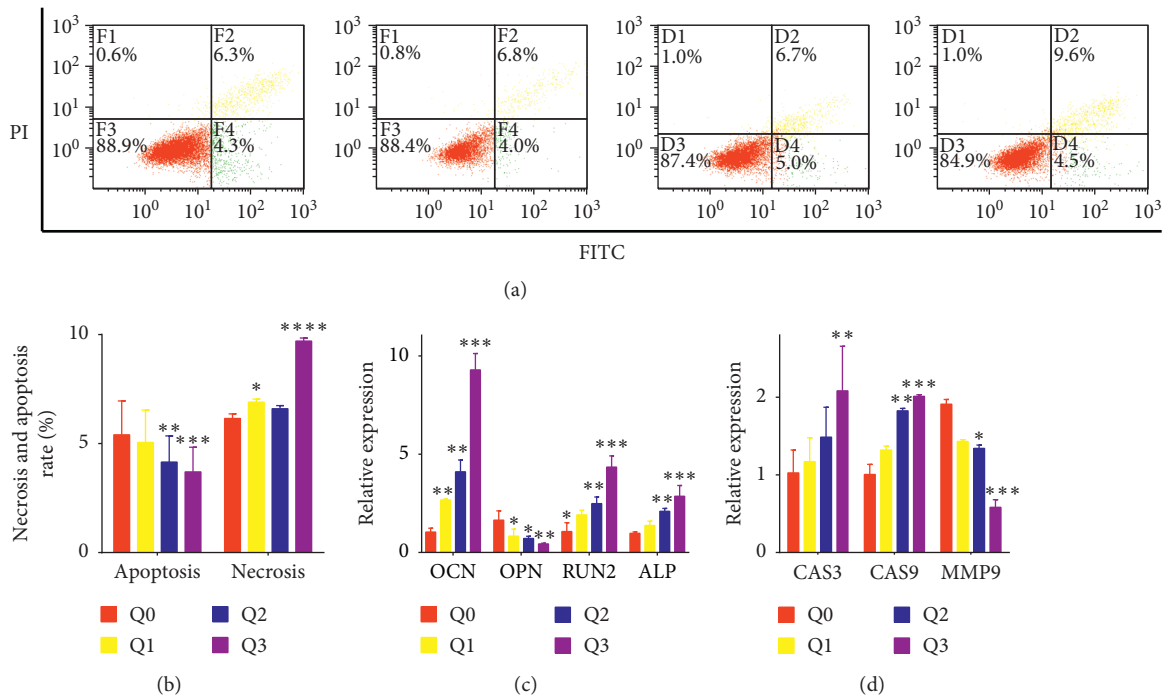 10³
10²
10¹
10⁰
PI
F1
0.6%
F2
6.3%
F3
88.9%
F4
4.3%
10⁰ 10¹ 10² 10³
10³
10²
10¹
10⁰
F1
0.8%
F2
6.8%
F3
88.4%
F4
4.0%
10⁰ 10¹ 10² 10³
10³
10²
10¹
10⁰
D1
1.0%
D2
6.7%
D3
87.4%
D4
5.0%
10⁰ 10¹ 10² 10³
10³
10²
10¹
10⁰
D1
1.0%
D2
9.6%
D3
84.9%
D4
4.5%
10⁰ 10¹ 10² 10³
FITC
(a)
Necrosis and apoptosis
rate (%)
10
5
0
** *** * ****
Apoptosis Necrosis
Q0 Q2
Q1 Q3
(b)
Relative expression
10
5
0
** ** *** * * ** * ** *** ** ***
OCN OPN RUN2 ALP
Q0 Q2
Q1 Q3
(c)
Relative expression
2
1
0
** ** *** * ***
CAS3 CAS9 MMP9
Q0 Q2
Q1 Q3
(d)